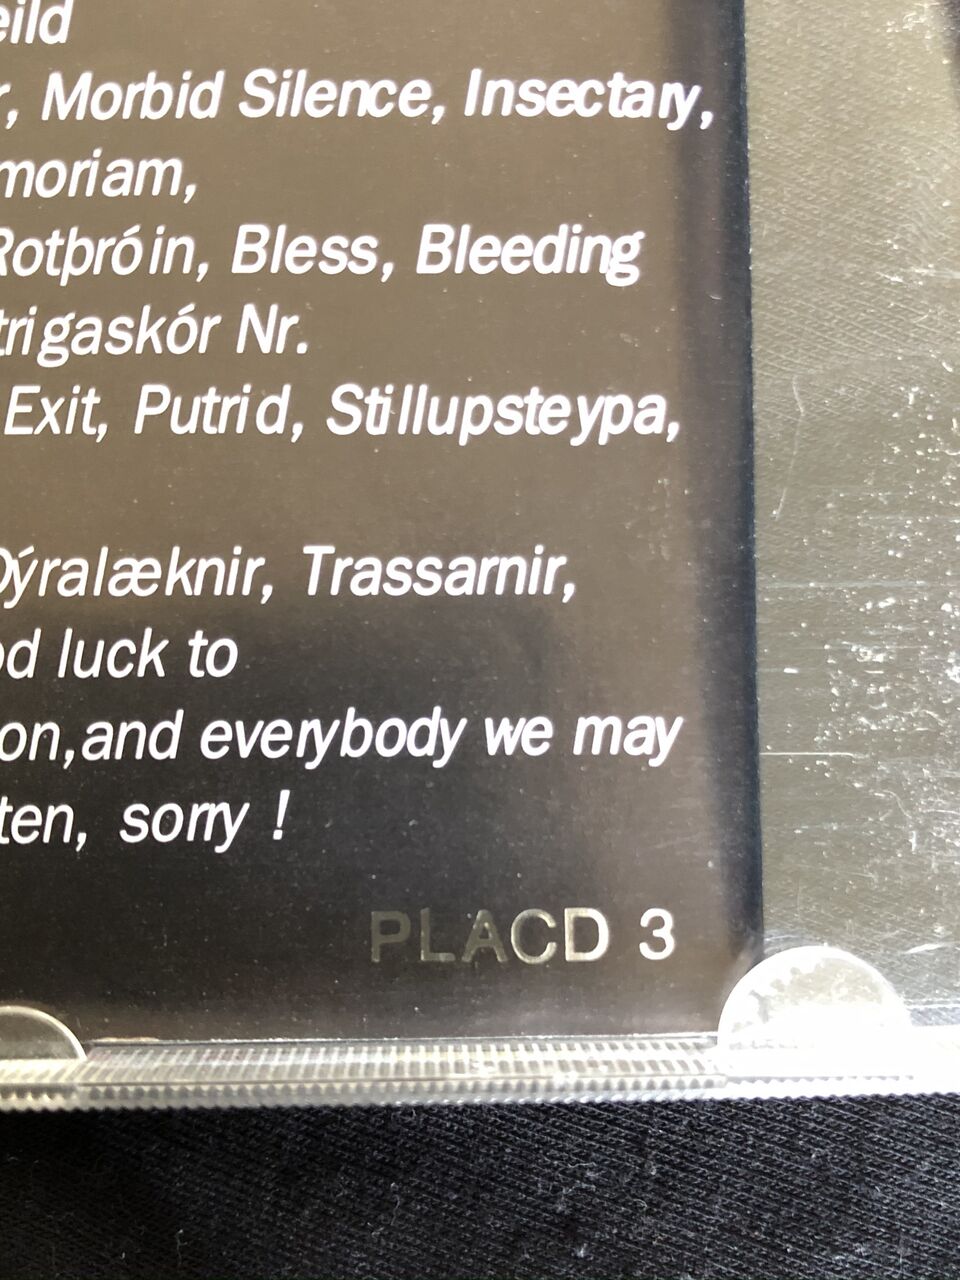 eild
r, Morbid Silence, Insectary,
moriam,
Rotþróin, Bless, Bleeding
trigaskór Nr.
Exit, Putrid, Stillupsteypa,
Dýralæknir, Trassarnir,
od luck to
on,and everybody we may
ten, sorry !
PLACD 3